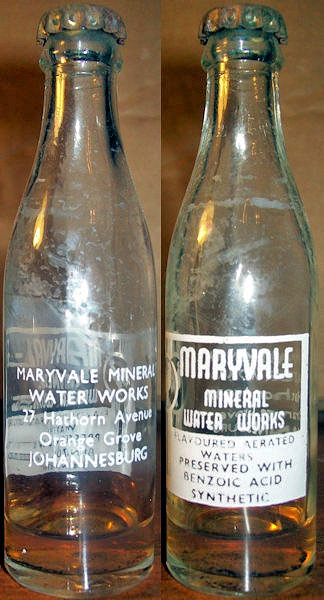 MARYVALE MINERAL
WATER WORKS
27 Hathorn Avenue
Orange Grove
JOHANNESBURG
MARYVALE
MINERAL
WATER WORKS
FLAVOURED AERATED
WATERS
PRESERVED WITH
BENZOIC ACID
SYNTHETIC